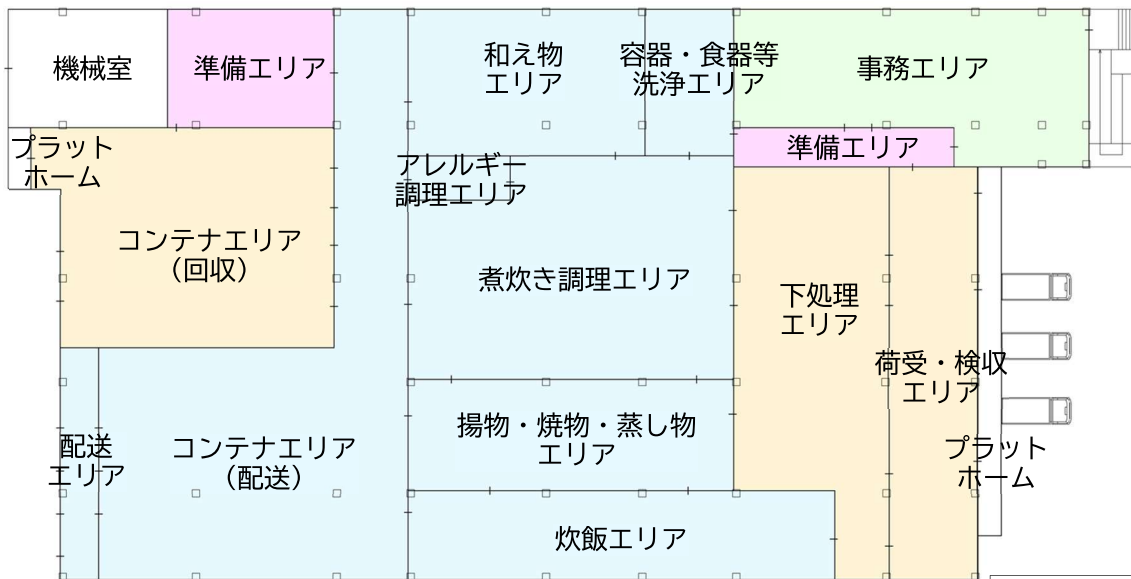 機械室
準備エリア
和え物
エリア
容器・食器等
洗浄エリア
事務エリア
プラット
ホーム
準備エリア
アレルギー
調理エリア
コンテナエリア
（回収）
煮炊き調理エリア
下処理
エリア
荷受・検収
エリア
揚物・焼物・蒸し物
エリア
配送
エリア
コンテナエリア
（配送）
プラット
ホーム
炊飯エリア